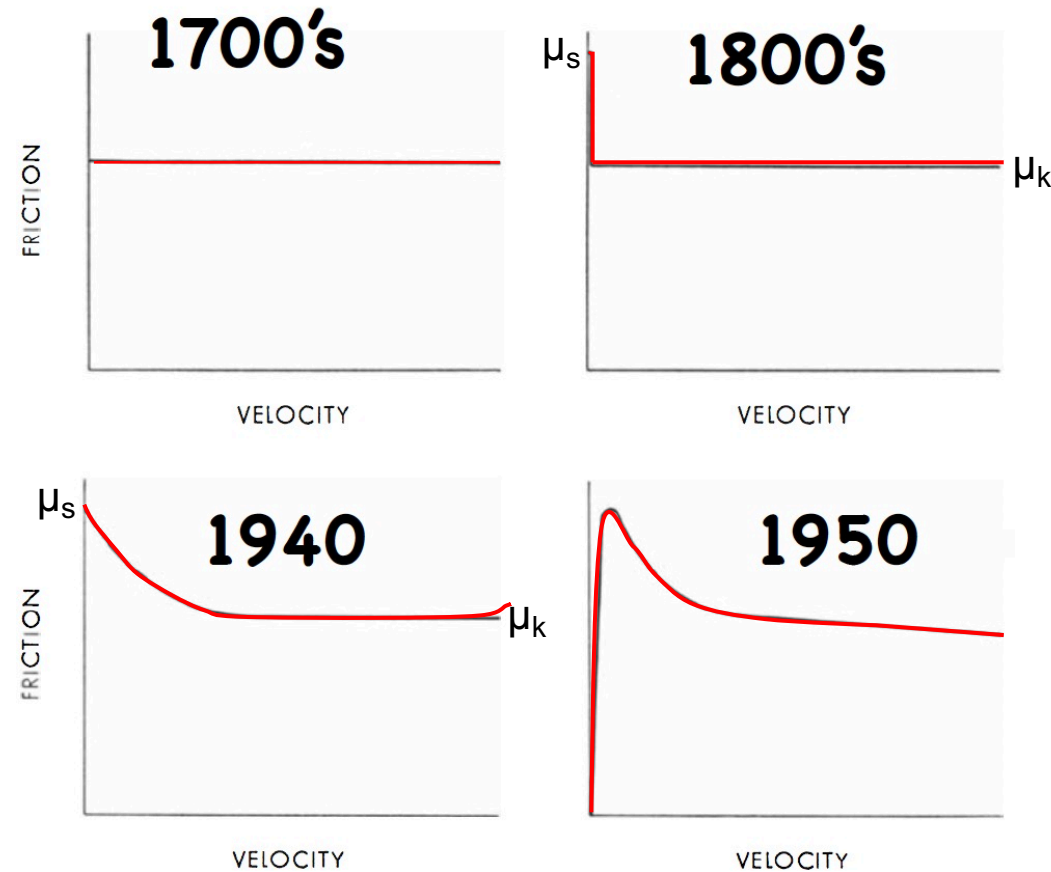 1700's
FRICTION
VELOCITY
1800's
μs
μk
VELOCITY
1940
μs
μk
FRICTION
VELOCITY
1950
VELOCITY